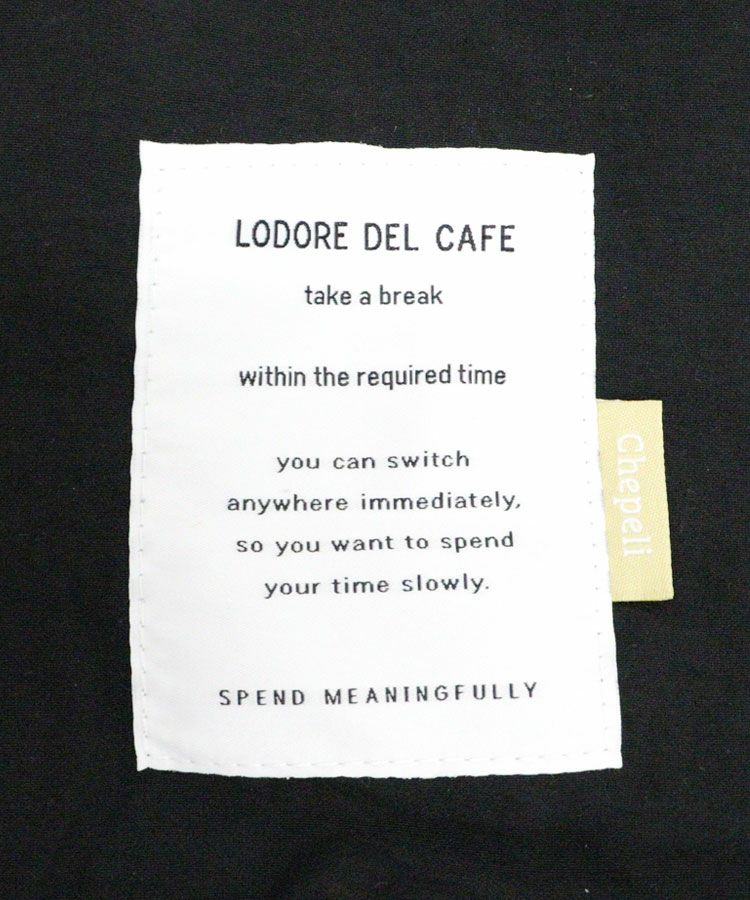 LODORE DEL CAFE
take a break
within the required time
you can switch
anywhere immediately,
so you want to spend
your time slowly.
SPEND MEANINGFULLY
Chepeli